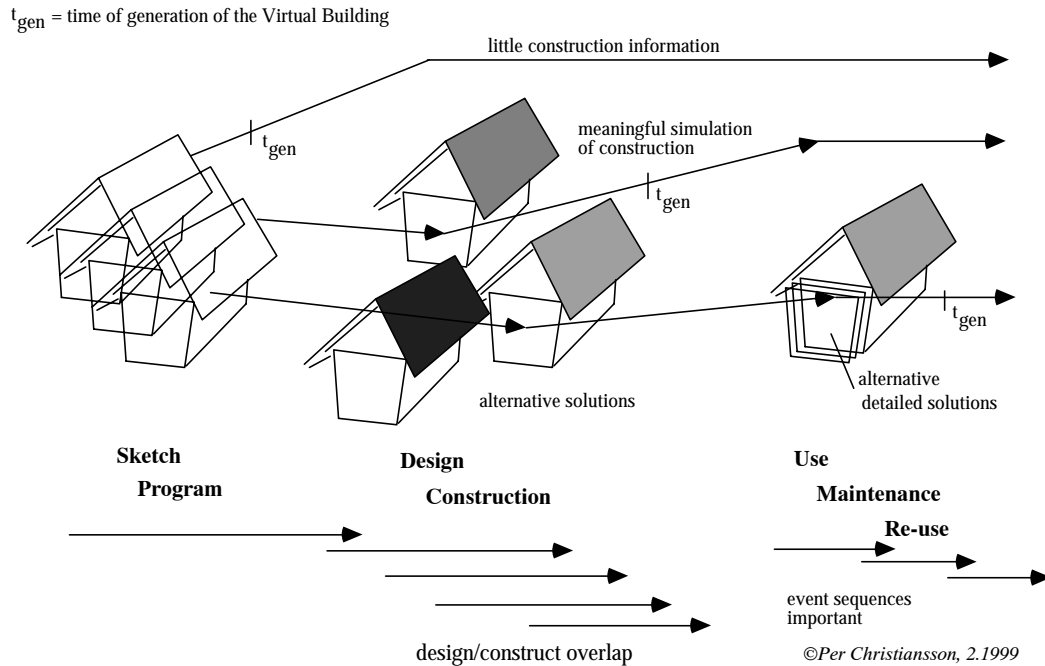 t_gen = time of generation of the Virtual Building
little construction information
t_gen
meaningful simulation
of construction
t_gen
t_gen
alternative solutions
alternative
detailed solutions
Sketch
Program
Design
Construction
Use
Maintenance
Re-use
event sequences
important
design/construct overlap
©Per Christiansson, 2.1999